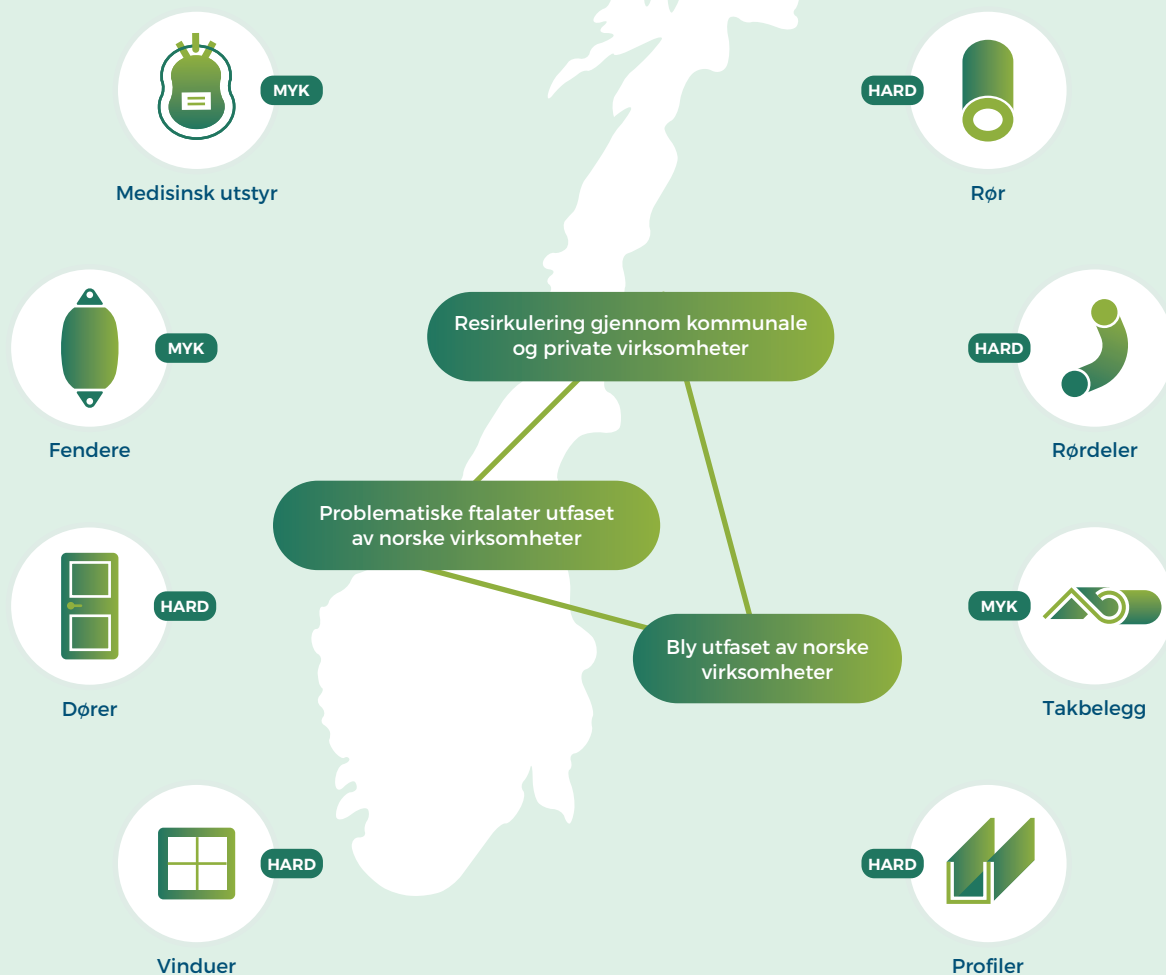 MYK
Medisinsk utstyr
HARD
Rør
MYK
Fendere
Resirkulering gjennom kommunale
og private virksomheter
HARD
Rørdeler
Problematiske ftalater utfaset
av norske virksomheter
HARD
Dører
Bly utfaset av norske
virksomheter
MYK
Takbelegg
HARD
Vinduer
HARD
Profiler